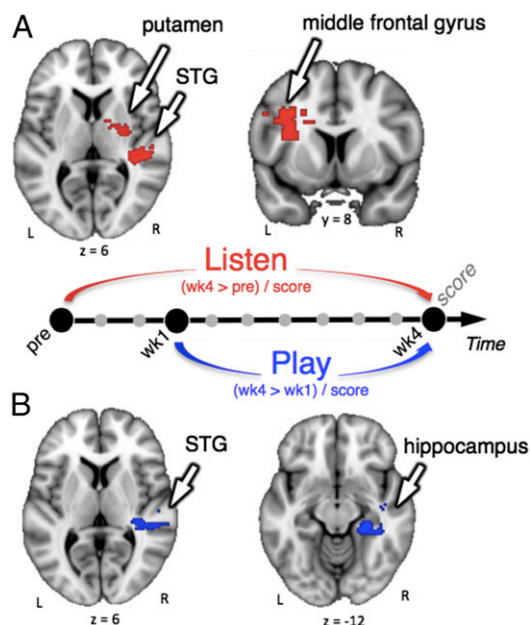 A
putamen
STG
middle frontal gyrus
L
R
z = 6
L
y = 8
R
Listen
(wk4 > pre) / score
score
pre
wk1
wk4
Time
Play
(wk4 > wk1) / score
B
STG
hippocampus
L
R
z = 6
L
R
z = -12